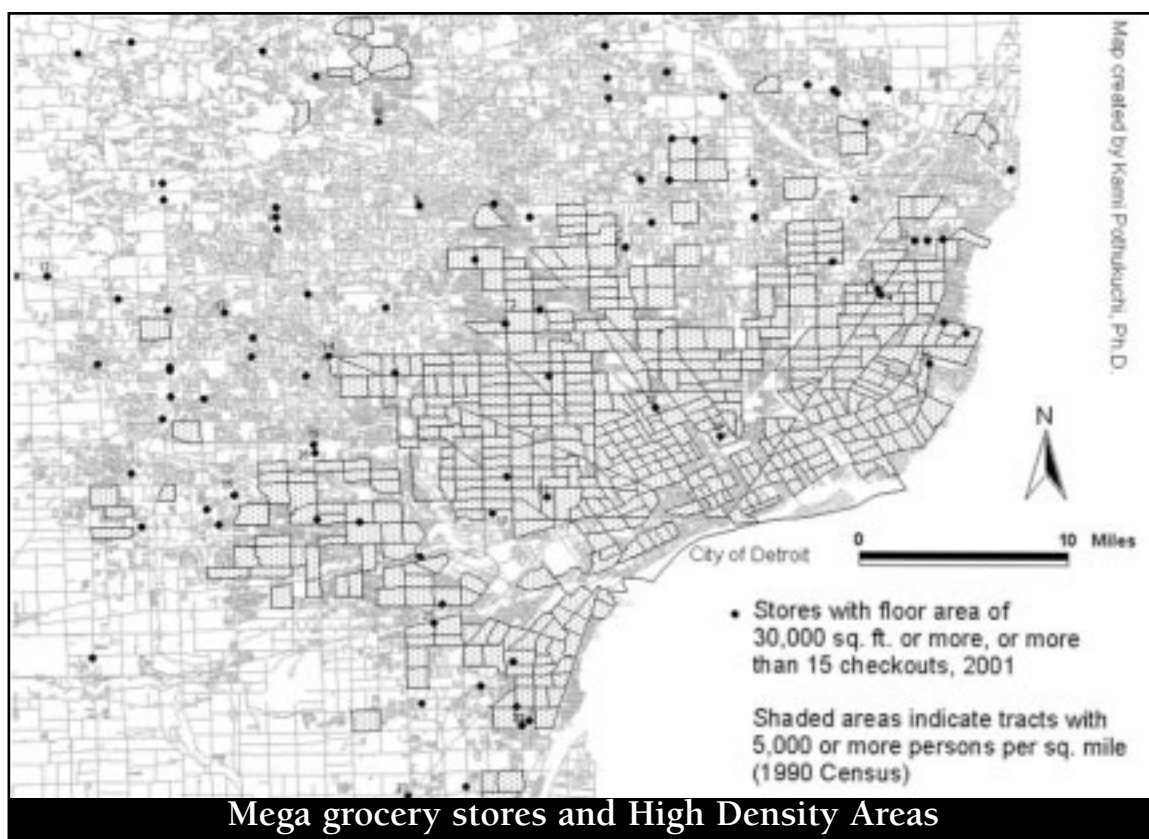 Map created by Kami Pothukuchi, Ph.D.
N
0 10 Miles
City of Detroit
Stores with floor area of
30,000 sq. ft. or more, or more
than 15 checkouts, 2001
Shaded areas indicate tracts with
5,000 or more persons per sq. mile
(1990 Census)
Mega grocery stores and High Density Areas